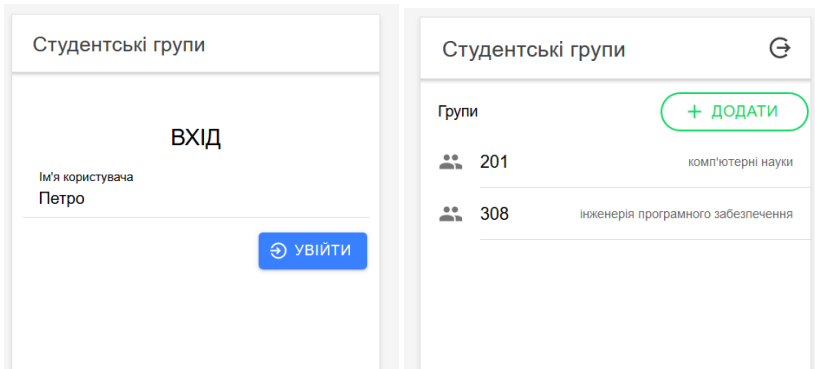 Студентські групи
ВХІД
Ім'я користувача
Петро
УВІЙТИ
Студентські групи
Групи
+ ДОДАТИ
201 комп'ютерні науки
308 інженерія програмного забезпечення